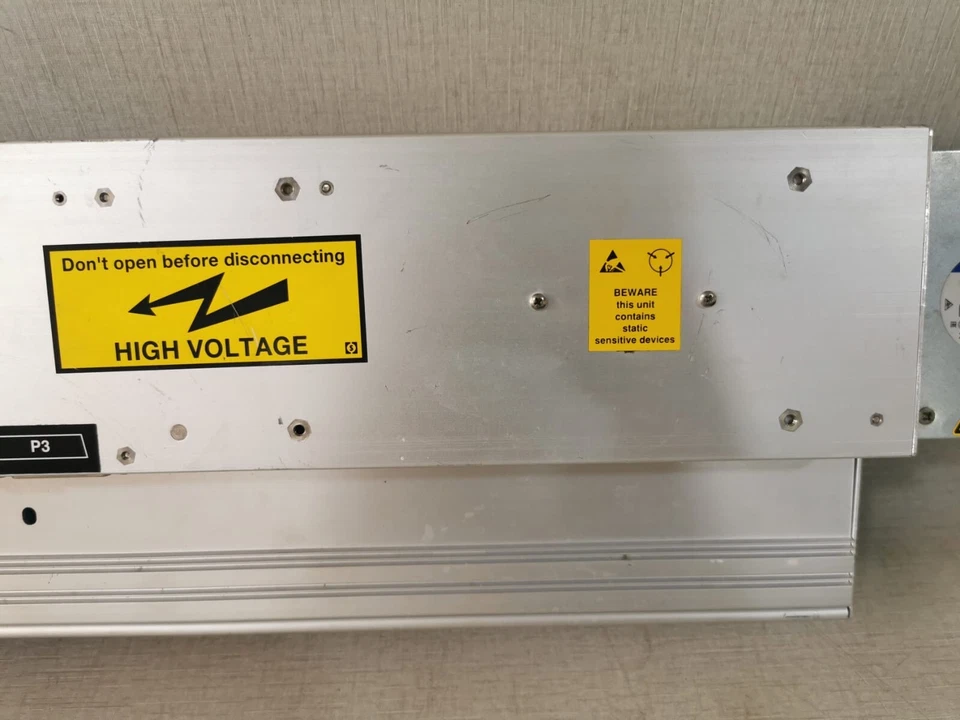 Don't open before disconnecting
HIGH VOLTAGE
BEWARE
this unit
contains
static
sensitive devices
P3